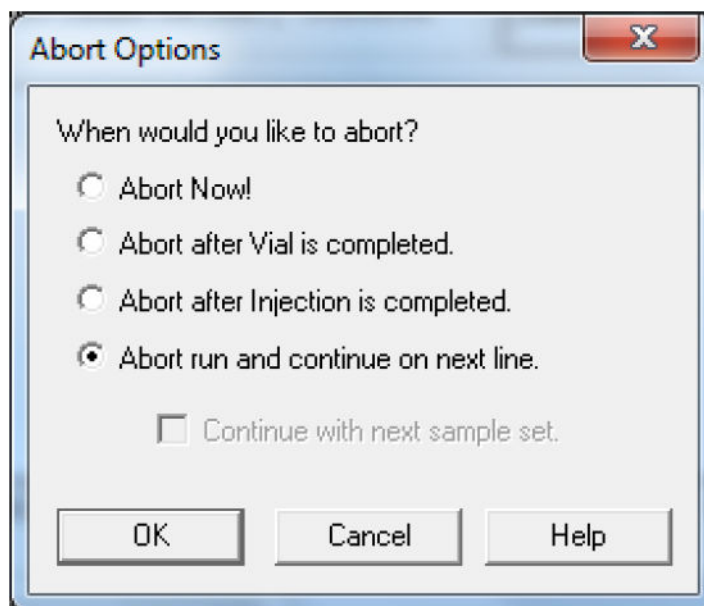 Abort Options
When would you like to abort?
Abort Now!
Abort after Vial is completed.
Abort after Injection is completed.
Abort run and continue on next line.
Continue with next sample set.
OK Cancel Help